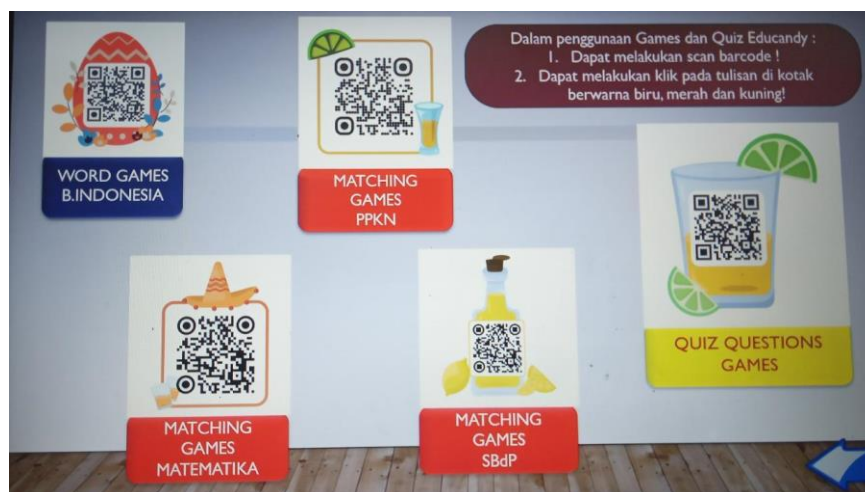 Dalam penggunaan Games dan Quiz Educandy :
1. Dapat melakukan scan barcode !
2. Dapat melakukan klik pada tulisan di kotak
berwarna biru, merah dan kuning!
WORD GAMES
B.INDONESIA
MATCHING
GAMES
PPKN
QUIZ QUESTIONS
GAMES
MATCHING
GAMES
MATEMATIKA
MATCHING
GAMES
SBdP